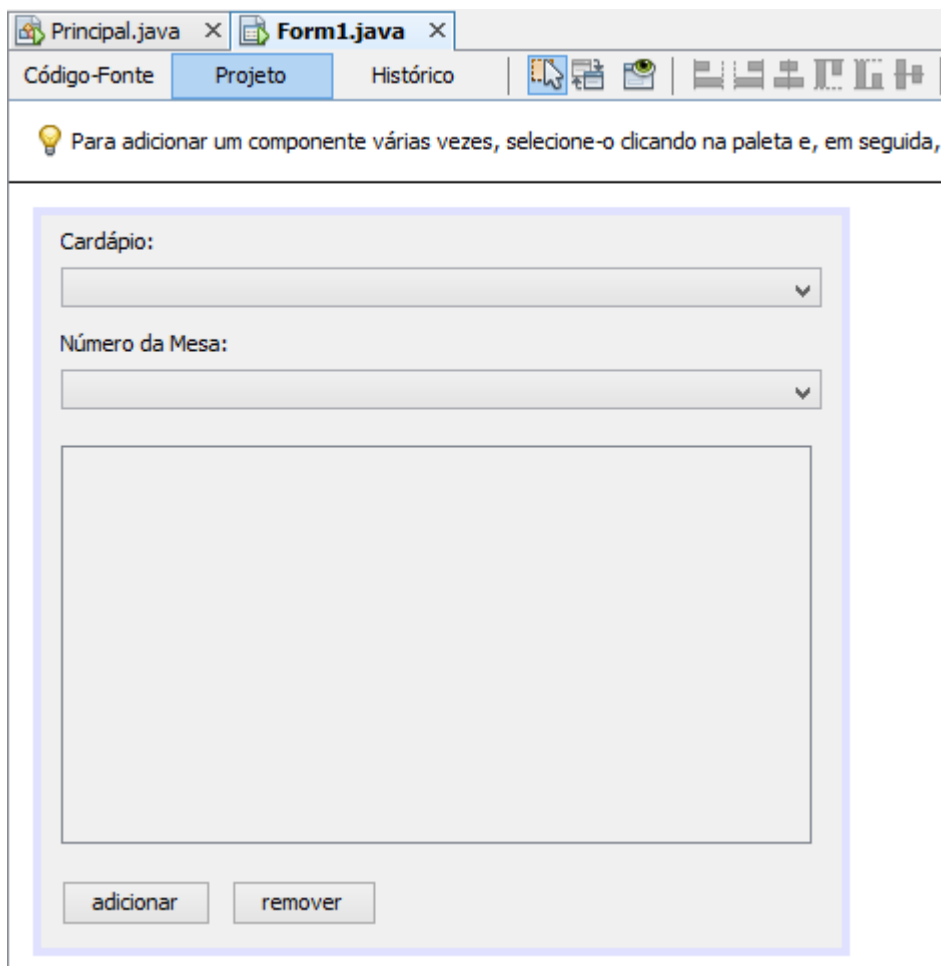 Principal.java
Form1.java
Código-Fonte Projeto Histórico
Para adicionar um componente várias vezes, selecione-o clicando na paleta e, em seguida,
Cardápio:
Número da Mesa:
adicionar remover